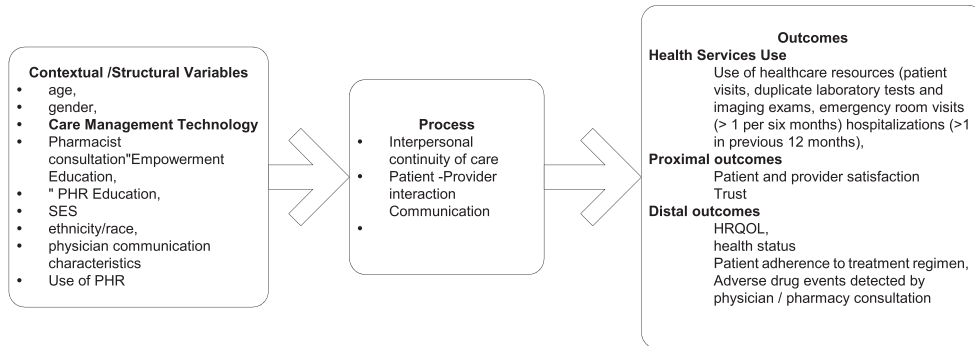 Contextual /Structural Variables
• age,
• gender,
• Care Management Technology
• Pharmacist
consultation"Empowerment
Education,
• " PHR Education,
• SES
• ethnicity/race,
• physician communication
characteristics
• Use of PHR
Process
• Interpersonal
continuity of care
• Patient -Provider
interaction
Communication
•
Outcomes
Health Services Use
Use of healthcare resources (patient
visits, duplicate laboratory tests and
imaging exams, emergency room visits
(> 1 per six months) hospitalizations (>1
in previous 12 months),
Proximal outcomes
Patient and provider satisfaction
Trust
Distal outcomes
HRQOL,
health status
Patient adherence to treatment regimen,
Adverse drug events detected by
physician / pharmacy consultation